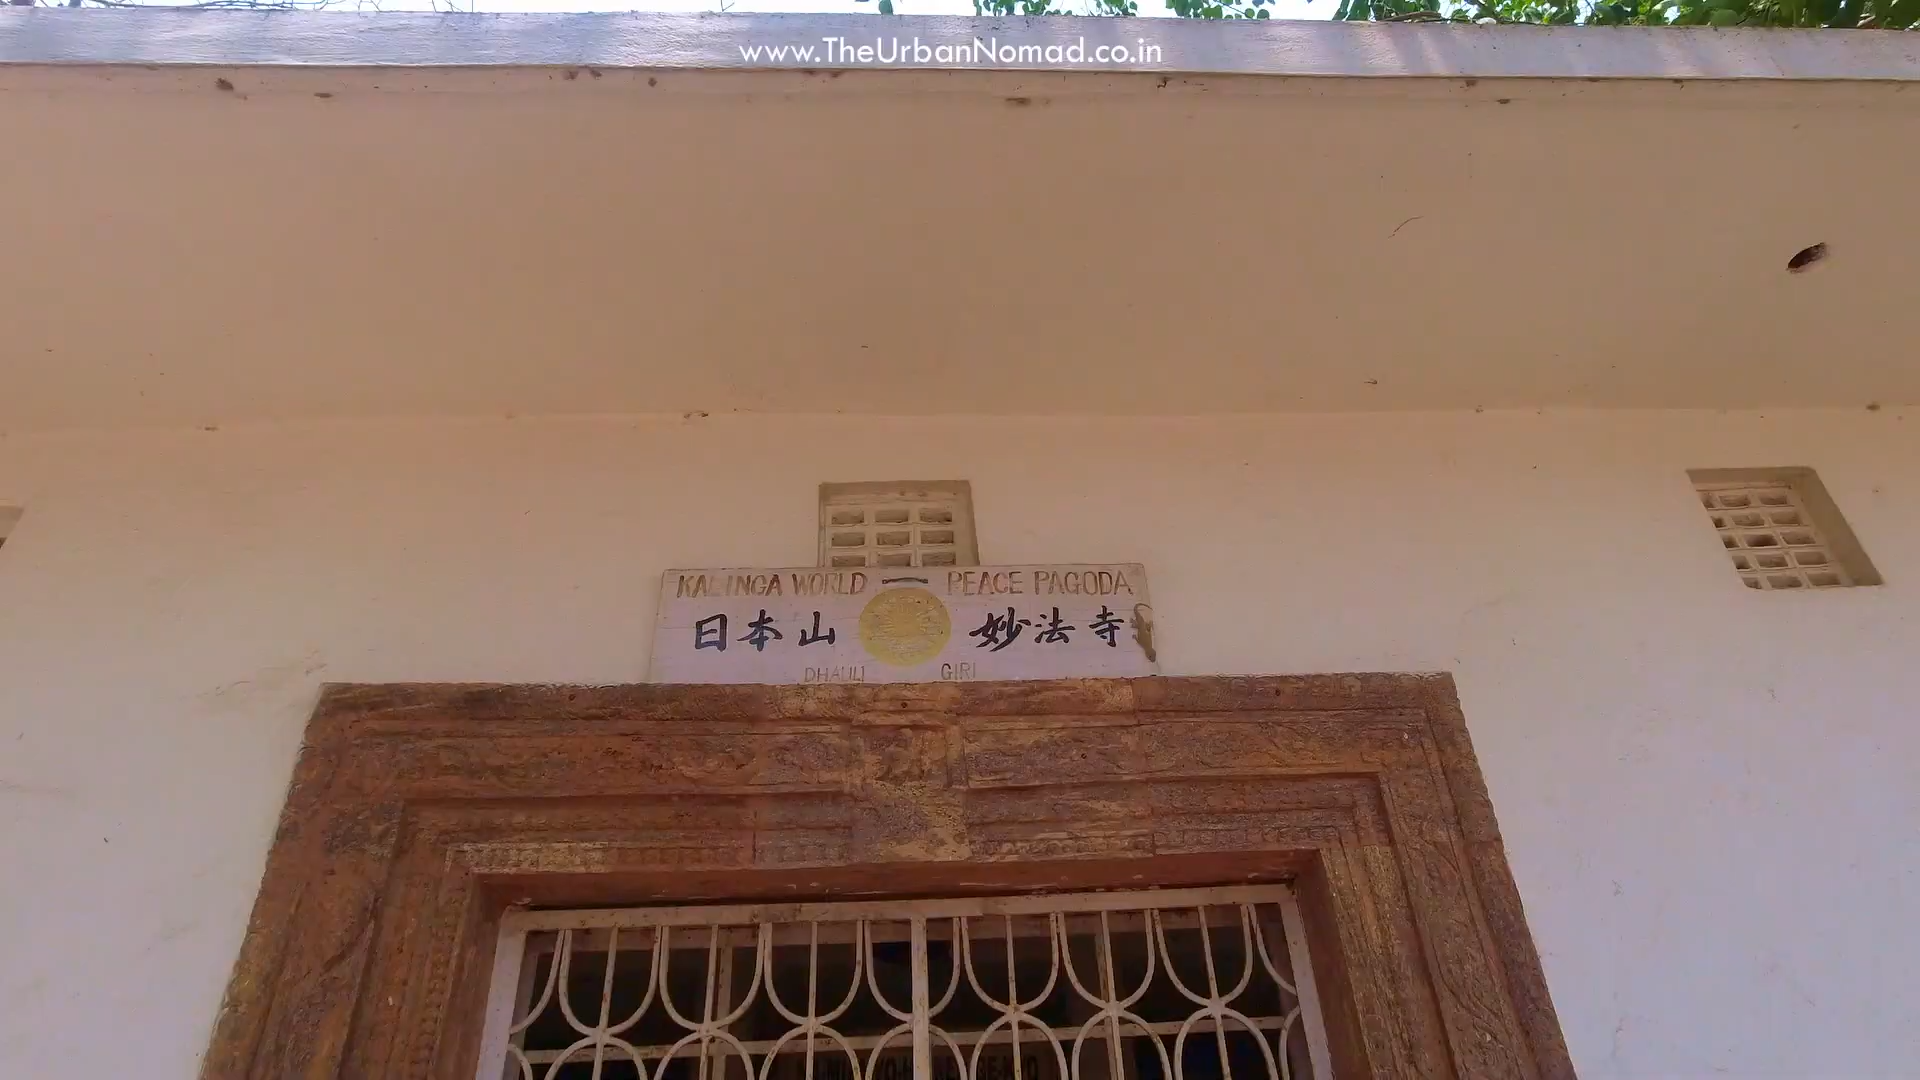 www.TheUrbanNomad.co.in
KALINGA WORLD PEACE PAGODA
日本山 妙法寺
DHAULI GIRI